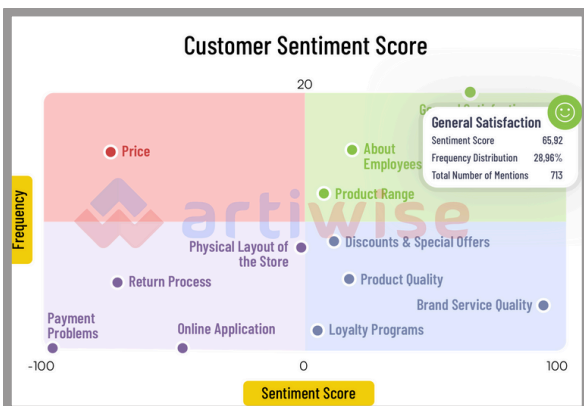 Customer Sentiment Score
20
General Satisfaction
General Satisfaction
Sentiment Score 65,92
Frequency Distribution 28,96%
Total Number of Mentions 713
Price
About
Employees
Product Range
artiwise
Frequency
Physical Layout of
the Store
Discounts & Special Offers
Return Process
Product Quality
Brand Service Quality
Payment
Problems
Online Application
Loyalty Programs
-100
0
100
Sentiment Score